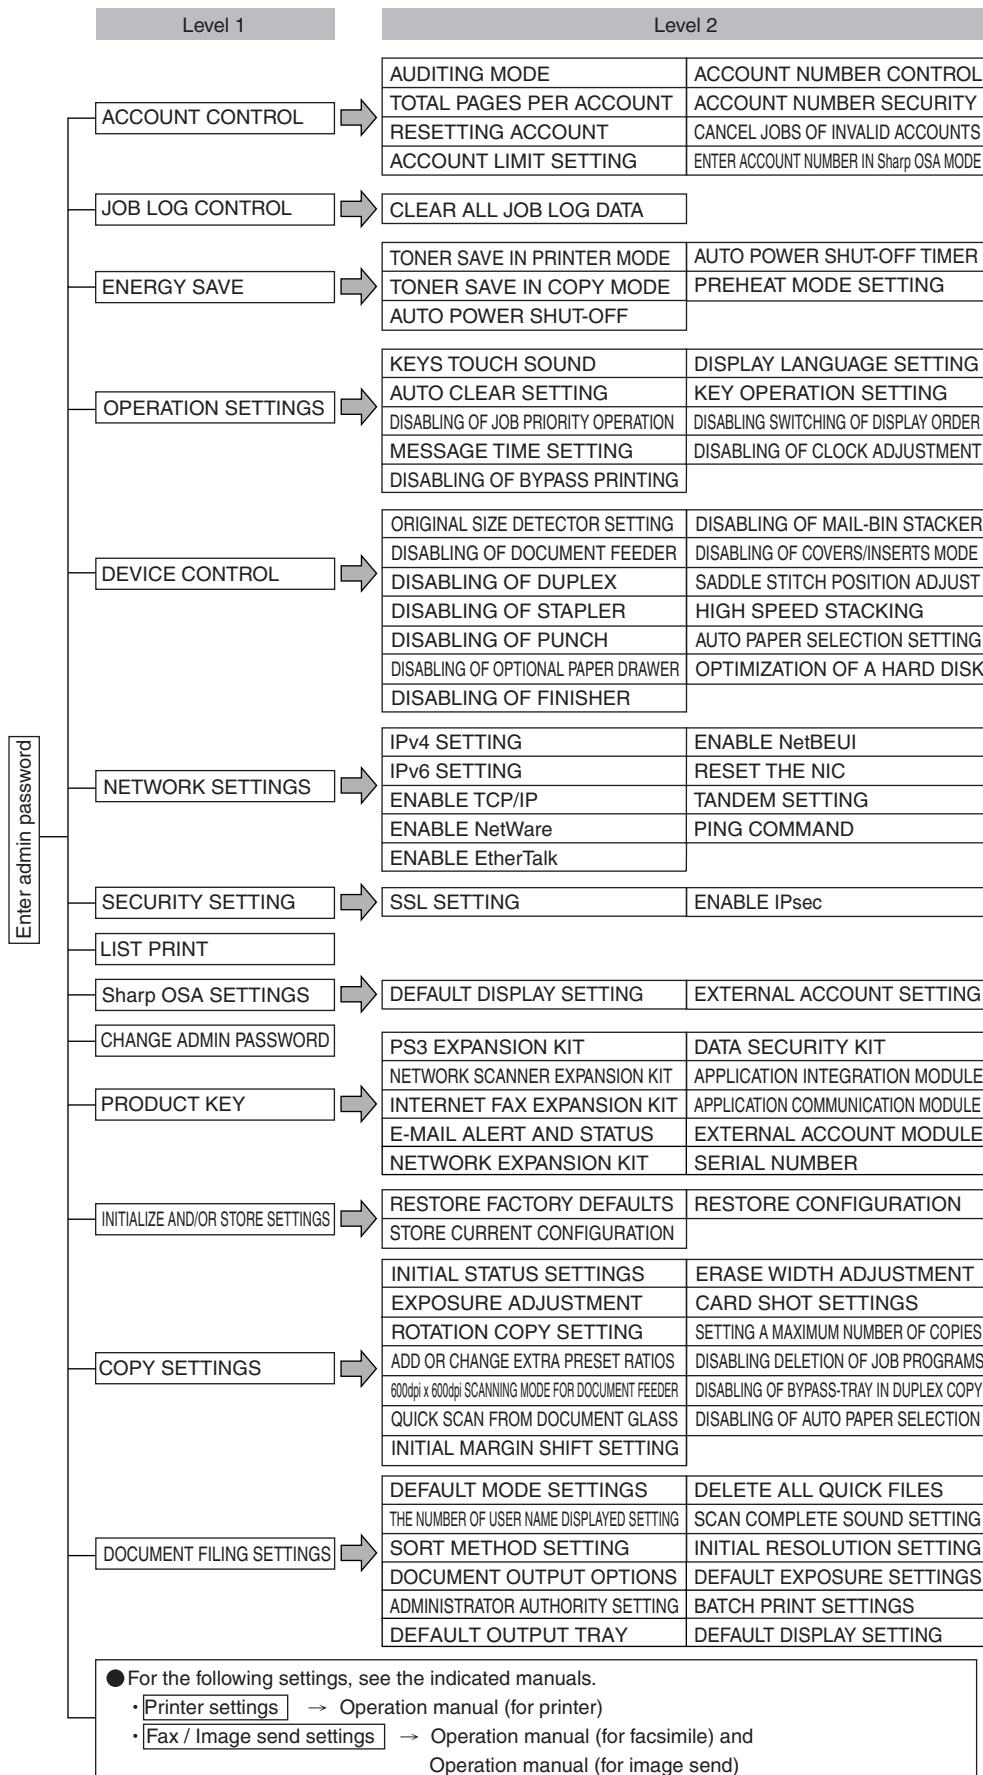 Level 1 Level 2
Enter admin password
ACCOUNT CONTROL
AUDITING MODE ACCOUNT NUMBER CONTROL
TOTAL PAGES PER ACCOUNT ACCOUNT NUMBER SECURITY
RESETTING ACCOUNT CANCEL JOBS OF INVALID ACCOUNTS
ACCOUNT LIMIT SETTING ENTER ACCOUNT NUMBER IN Sharp OSA MODE
JOB LOG CONTROL
CLEAR ALL JOB LOG DATA
ENERGY SAVE
TONER SAVE IN PRINTER MODE AUTO POWER SHUT-OFF TIMER
TONER SAVE IN COPY MODE PREHEAT MODE SETTING
AUTO POWER SHUT-OFF
OPERATION SETTINGS
KEYS TOUCH SOUND DISPLAY LANGUAGE SETTING
AUTO CLEAR SETTING KEY OPERATION SETTING
DISABLING OF JOB PRIORITY OPERATION DISABLING SWITCHING OF DISPLAY ORDER
MESSAGE TIME SETTING DISABLING OF CLOCK ADJUSTMENT
DISABLING OF BYPASS PRINTING
DEVICE CONTROL
ORIGINAL SIZE DETECTOR SETTING DISABLING OF MAIL-BIN STACKER
DISABLING OF DOCUMENT FEEDER DISABLING OF COVERS/INSERTS MODE
DISABLING OF DUPLEX SADDLE STITCH POSITION ADJUST
DISABLING OF STAPLER HIGH SPEED STACKING
DISABLING OF PUNCH AUTO PAPER SELECTION SETTING
DISABLING OF OPTIONAL PAPER DRAWER OPTIMIZATION OF A HARD DISK
DISABLING OF FINISHER
NETWORK SETTINGS
IPv4 SETTING ENABLE NetBEUI
IPv6 SETTING RESET THE NIC
ENABLE TCP/IP TANDEM SETTING
ENABLE NetWare PING COMMAND
ENABLE EtherTalk
SECURITY SETTING
SSL SETTING ENABLE IPsec
LIST PRINT
Sharp OSA SETTINGS
DEFAULT DISPLAY SETTING EXTERNAL ACCOUNT SETTING
CHANGE ADMIN PASSWORD
PRODUCT KEY
PS3 EXPANSION KIT DATA SECURITY KIT
NETWORK SCANNER EXPANSION KIT APPLICATION INTEGRATION MODULE
INTERNET FAX EXPANSION KIT APPLICATION COMMUNICATION MODULE
E-MAIL ALERT AND STATUS EXTERNAL ACCOUNT MODULE
NETWORK EXPANSION KIT SERIAL NUMBER
INITIALIZE AND/OR STORE SETTINGS
RESTORE FACTORY DEFAULTS RESTORE CONFIGURATION
STORE CURRENT CONFIGURATION
COPY SETTINGS
INITIAL STATUS SETTINGS ERASE WIDTH ADJUSTMENT
EXPOSURE ADJUSTMENT CARD SHOT SETTINGS
ROTATION COPY SETTING SETTING A MAXIMUM NUMBER OF COPIES
ADD OR CHANGE EXTRA PRESET RATIOS DISABLING DELETION OF JOB PROGRAMS
600dpi x 600dpi SCANNING MODE FOR DOCUMENT FEEDER DISABLING OF BYPASS-TRAY IN DUPLEX COPY
QUICK SCAN FROM DOCUMENT GLASS DISABLING OF AUTO PAPER SELECTION
INITIAL MARGIN SHIFT SETTING
DOCUMENT FILING SETTINGS
DEFAULT MODE SETTINGS DELETE ALL QUICK FILES
THE NUMBER OF USER NAME DISPLAYED SETTING SCAN COMPLETE SOUND SETTING
SORT METHOD SETTING INITIAL RESOLUTION SETTING
DOCUMENT OUTPUT OPTIONS DEFAULT EXPOSURE SETTINGS
ADMINISTRATOR AUTHORITY SETTING BATCH PRINT SETTINGS
DEFAULT OUTPUT TRAY DEFAULT DISPLAY SETTING
● For the following settings, see the indicated manuals.
・Printer settings → Operation manual (for printer)
・Fax / Image send settings → Operation manual (for facsimile) and
Operation manual (for image send)